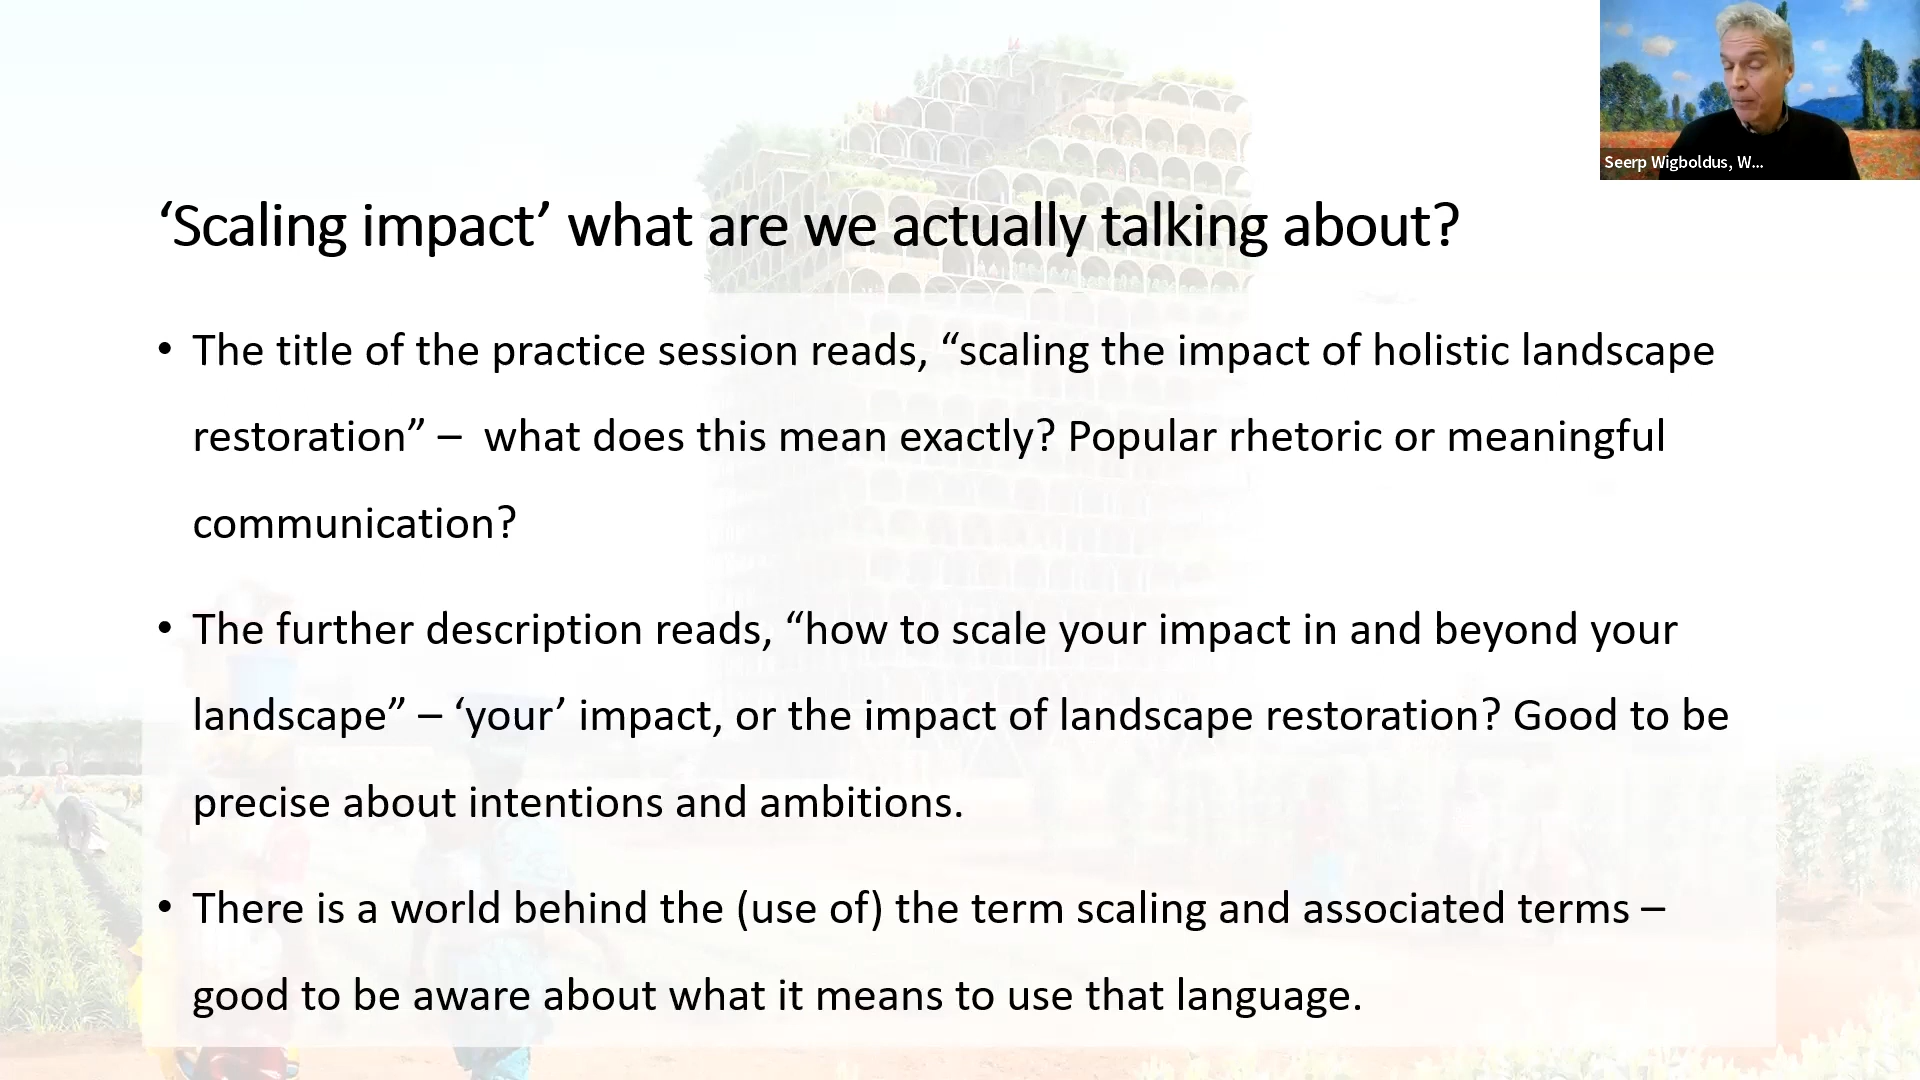 Seerp Wigboldus, W...
‘Scaling impact’ what are we actually talking about?
• The title of the practice session reads, “scaling the impact of holistic landscape
restoration” – what does this mean exactly? Popular rhetoric or meaningful
communication?
• The further description reads, “how to scale your impact in and beyond your
landscape” – ‘your’ impact, or the impact of landscape restoration? Good to be
precise about intentions and ambitions.
• There is a world behind the (use of) the term scaling and associated terms –
good to be aware about what it means to use that language.